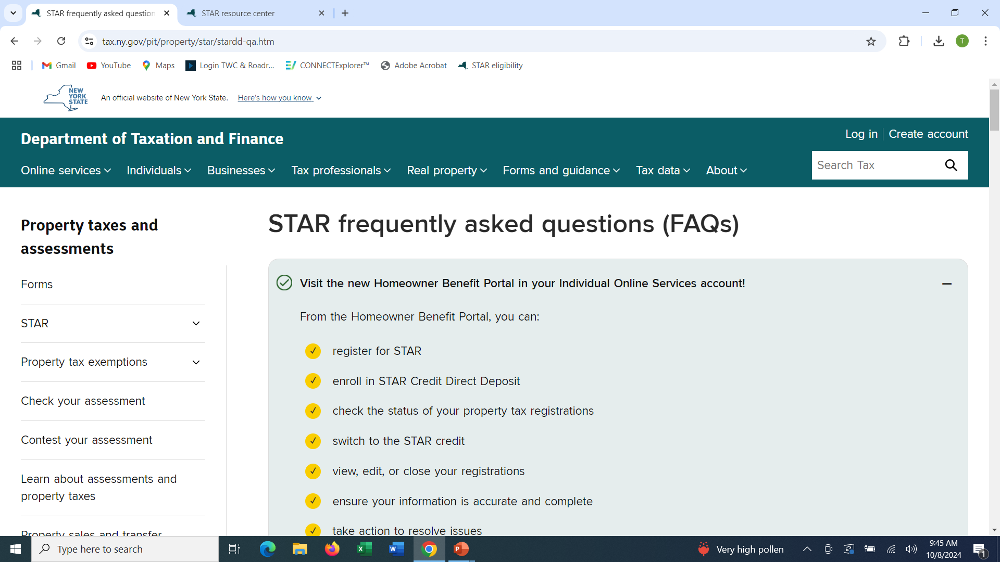 STAR frequently asked question
STAR resource center
tax.ny.gov/pit/property/star/stardd-qa.htm
T
Gmail
YouTube
Maps
Login TWC & Roadr...
CONNECTExplorer™
Adobe Acrobat
STAR eligibility
NEW
YORK
STATE
An official website of New York State.
Here's how you know
Department of Taxation and Finance
Log in
Create account
Online services
Individuals
Businesses
Tax professionals
Real property
Forms and guidance
Tax data
About
Search Tax
Property taxes and
assessments
Forms
STAR
Property tax exemptions
Check your assessment
Contest your assessment
Learn about assessments and
property taxes
Property sales and transfer
STAR frequently asked questions (FAQs)
Visit the new Homeowner Benefit Portal in your Individual Online Services account!
From the Homeowner Benefit Portal, you can:
register for STAR
enroll in STAR Credit Direct Deposit
check the status of your property tax registrations
switch to the STAR credit
view, edit, or close your registrations
ensure your information is accurate and complete
take action to resolve issues
Type here to search
Very high pollen
9:45 AM
10/8/2024
1